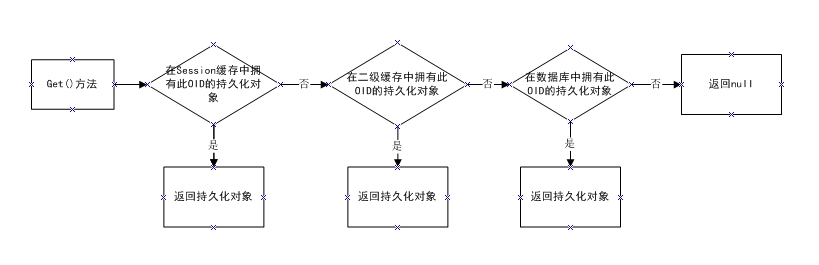 Get()方法
在Session缓存中拥
有此OID的持久化对
象
否
在二级缓存中拥有此
OID的持久化对象
否
在数据库中拥有此
OID的持久化对象
否
返回null
是
是
是
返回持久化对象
返回持久化对象
返回持久化对象